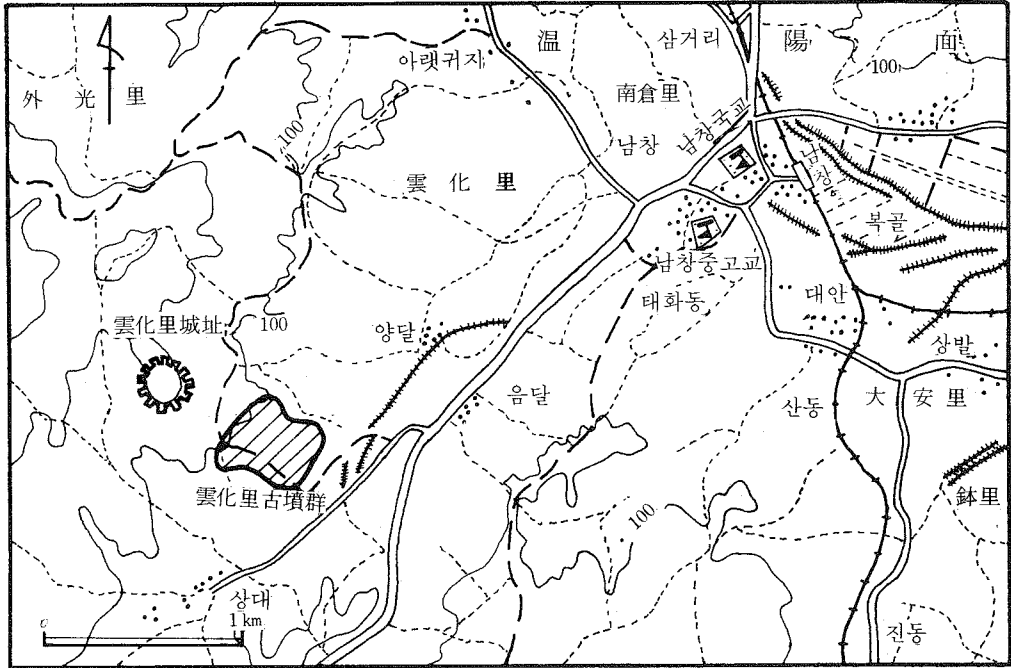 温 陽 面
삼거리
아랫귀지
100
外光里
南倉里
100
남창
남창국교
남창
雲化里
복골
남창중고교
태화동
대안
雲化里城址
100
양달
상발
음달
산동
大安里
雲化里古墳群
鉢里
100
상대
0 1km
진동